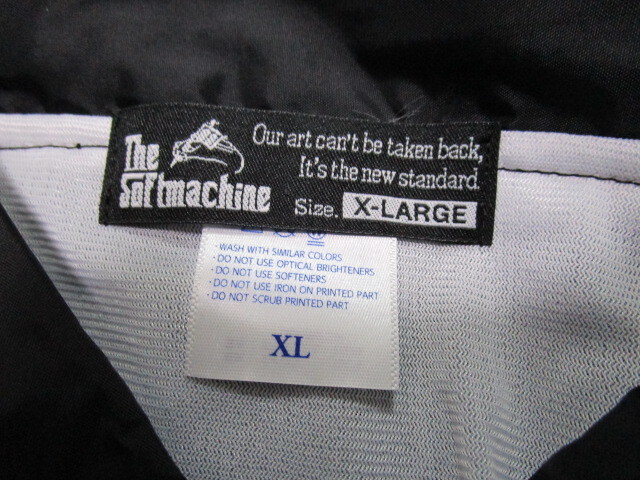 The
Softmachine
Our art can't be taken back,
It's the new standard.
Size. X-LARGE
· WASH WITH SIMILAR COLORS
· DO NOT USE OPTICAL BRIGHTENERS
· DO NOT USE SOFTENERS
· DO NOT USE IRON ON PRINTED PART
· DO NOT SCRUB PRINTED PART
XL